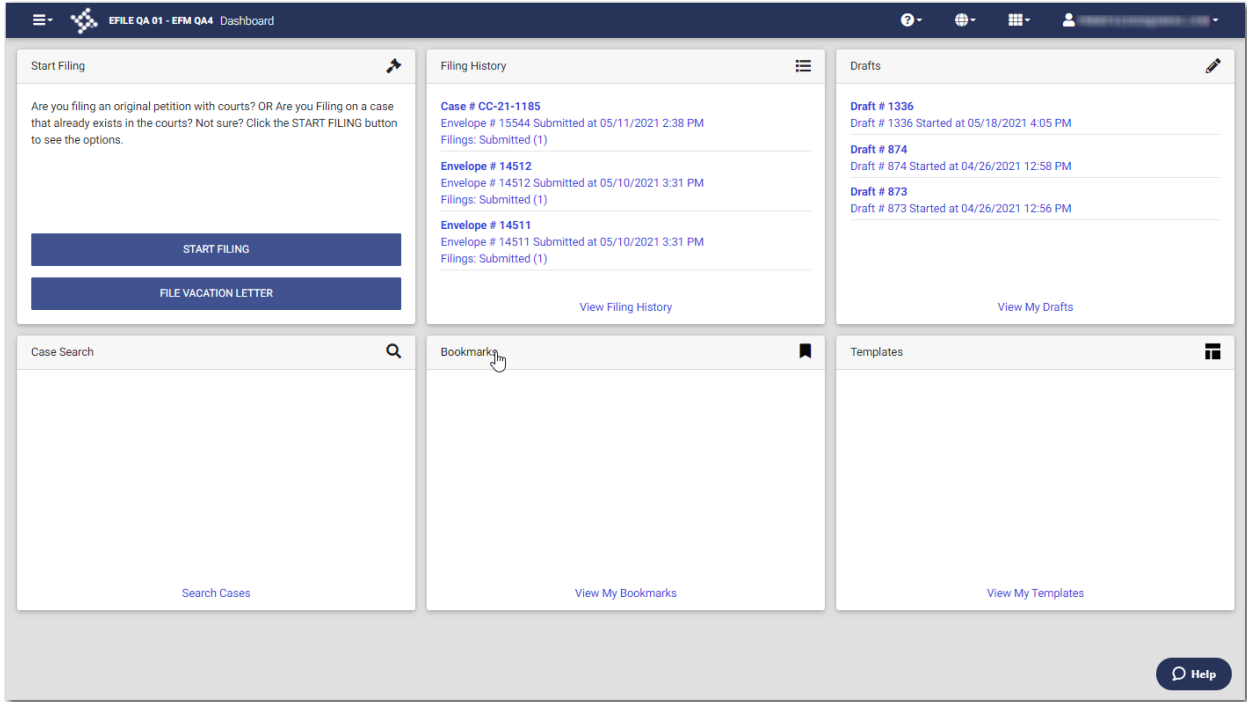 EFILE QA 01 - EFM QA4 Dashboard
Start Filing
Are you filing an original petition with courts? OR Are you Filing on a case
that already exists in the courts? Not sure? Click the START FILING button
to see the options.
START FILING
FILE VACATION LETTER
Filing History
Case # CC-21-1185
Envelope # 15544 Submitted at 05/11/2021 2:38 PM
Filings: Submitted (1)
Envelope # 14512
Envelope # 14512 Submitted at 05/10/2021 3:31 PM
Filings: Submitted (1)
Envelope # 14511
Envelope # 14511 Submitted at 05/10/2021 3:31 PM
Filings: Submitted (1)
View Filing History
Drafts
Draft # 1336
Draft # 1336 Started at 05/18/2021 4:05 PM
Draft # 874
Draft # 874 Started at 04/26/2021 12:58 PM
Draft # 873
Draft # 873 Started at 04/26/2021 12:56 PM
View My Drafts
Case Search
Search Cases
Bookmarks
View My Bookmarks
Templates
View My Templates
Help